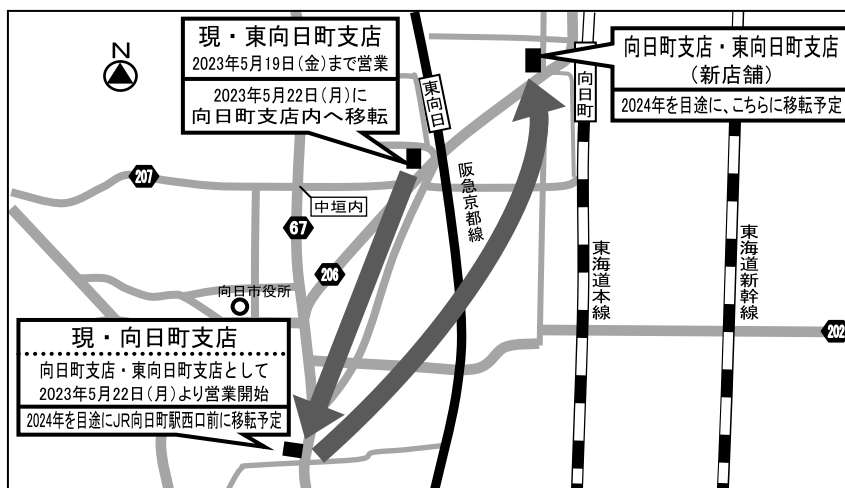 現・東向日町支店
2023年5月19日(金)まで営業
2023年5月22日(月)に
向日町支店内へ移転
向日町支店・東向日町支店
(新店舗)
2024年を目途に、こちらに移転予定
N
東向日
向日町
阪急京都線
207
中垣内
67
206
向日市役所
東海道本線
東海道新幹線
202
現・向日町支店
向日町支店・東向日町支店として
2023年5月22日(月)より営業開始
2024年を目途にJR向日町駅西口前に移転予定